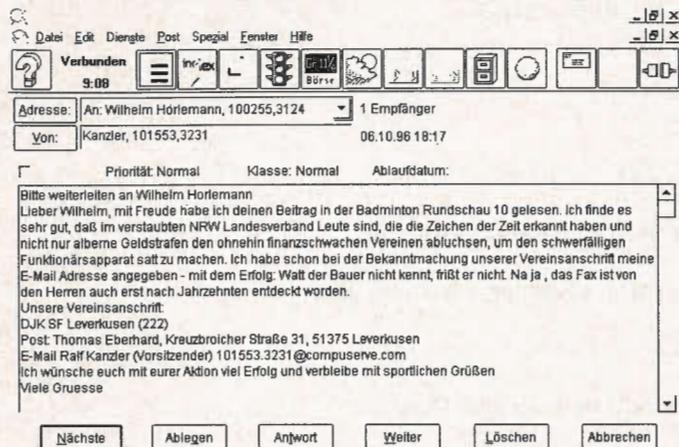 Datei Edit Dienste Post Spezial Fenster Hilfe
Verbunden
9:08
Börse
Adresse: An: Wilhelm Hörlemann, 100255,3124 1 Empfänger
Von: Kanzler, 101553,3231 06.10.96 18:17
Priorität: Normal Klasse: Normal Ablaufdatum:
Bitte weiterleiten an Wilhelm Horlemann
Lieber Wilhelm, mit Freude habe ich deinen Beitrag in der Badminton Rundschau 10 gelesen. Ich finde es
sehr gut, daß im verstaubten NRW Landesverband Leute sind, die die Zeichen der Zeit erkannt haben und
nicht nur alberne Geldstrafen den ohnehin finanzschwachen Vereinen abluchsen, um den schwerfälligen
Funktionärsapparat satt zu machen. Ich habe schon bei der Bekanntmachung unserer Vereinsanschrift meine
E-Mail Adresse angegeben - mit dem Erfolg: Watt der Bauer nicht kennt, frißt er nicht. Na ja , das Fax ist von
den Herren auch erst nach Jahrzehnten entdeckt worden.
Unsere Vereinsanschrift:
DJK SF Leverkusen (222)
Post: Thomas Eberhard, Kreuzbroicher Straße 31, 51375 Leverkusen
E-Mail Ralf Kanzler (Vorsitzender) 101553.3231@compuserve.com
Ich wünsche euch mit eurer Aktion viel Erfolg und verbleibe mit sportlichen Grüßen
Viele Gruesse
Nächste Ablegen Antwort Weiter Löschen Abbrechen